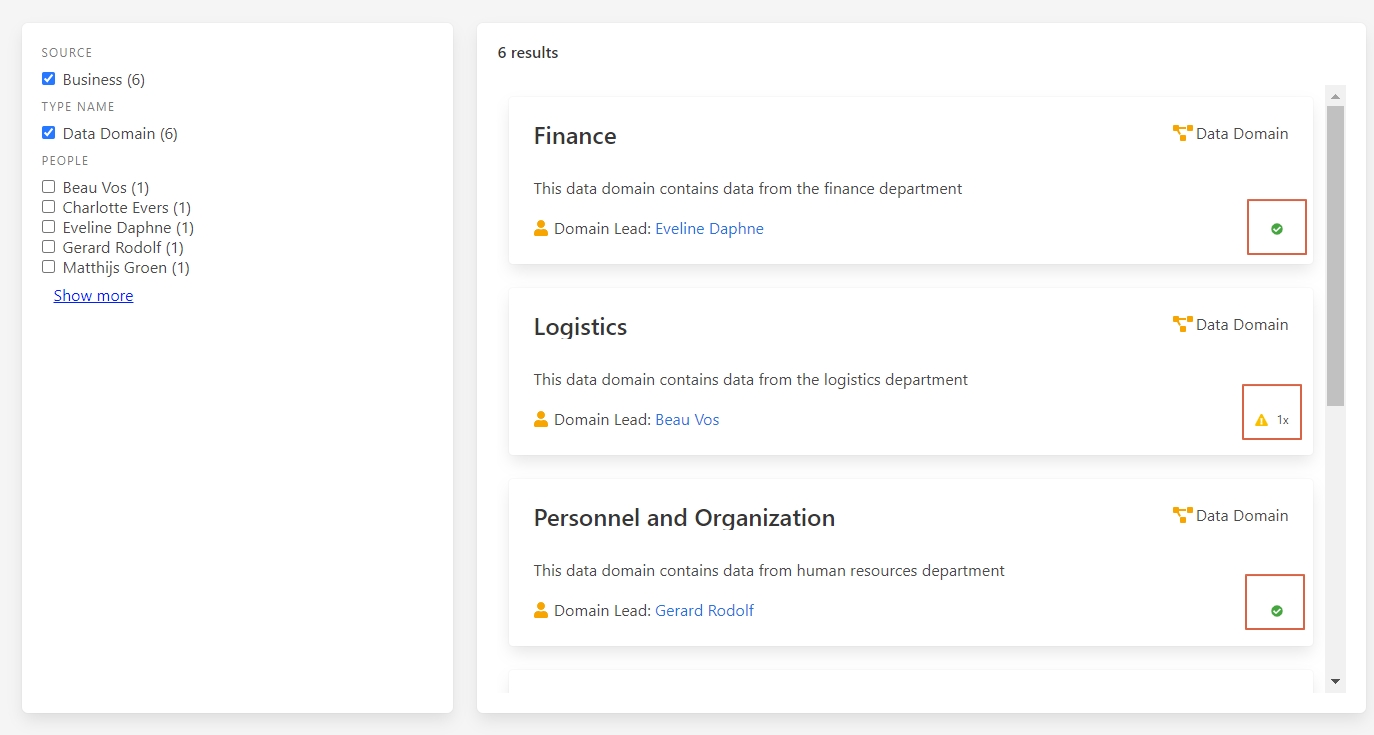 SOURCE
Business (6)
TYPE NAME
Data Domain (6)
PEOPLE
Beau Vos (1)
Charlotte Evers (1)
Eveline Daphne (1)
Gerard Rodolf (1)
Matthijs Groen (1)
Show more
6 results
Finance
Data Domain
This data domain contains data from the finance department
Domain Lead: Eveline Daphne
Logistics
Data Domain
This data domain contains data from the logistics department
Domain Lead: Beau Vos
1x
Personnel and Organization
Data Domain
This data domain contains data from human resources department
Domain Lead: Gerard Rodolf